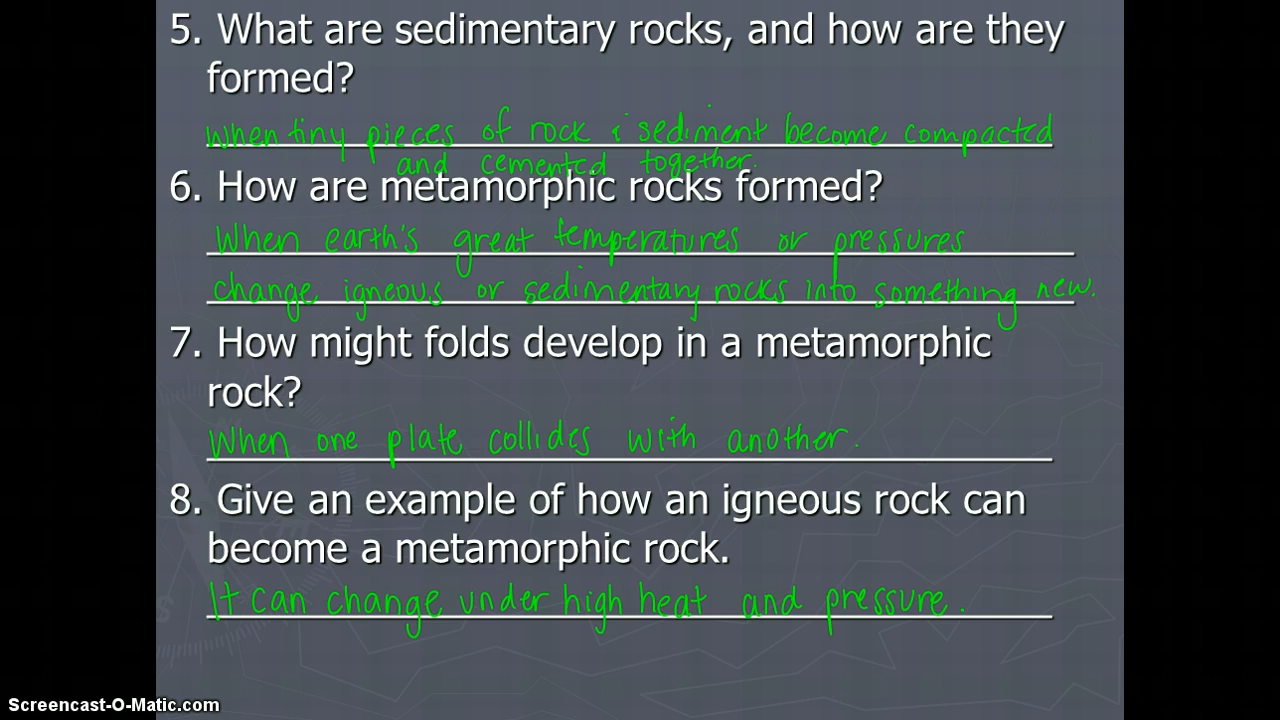 5. What are sedimentary rocks, and how are they
formed?
When tiny pieces of rock & sediment become compacted
and cemented together.
6. How are metamorphic rocks formed?
When earth's great temperatures or pressures
change igneous or sedimentary rocks into something new.
7. How might folds develop in a metamorphic
rock?
When one plate collides with another.
8. Give an example of how an igneous rock can
become a metamorphic rock.
It can change under high heat and pressure.
Screencast-O-Matic.com